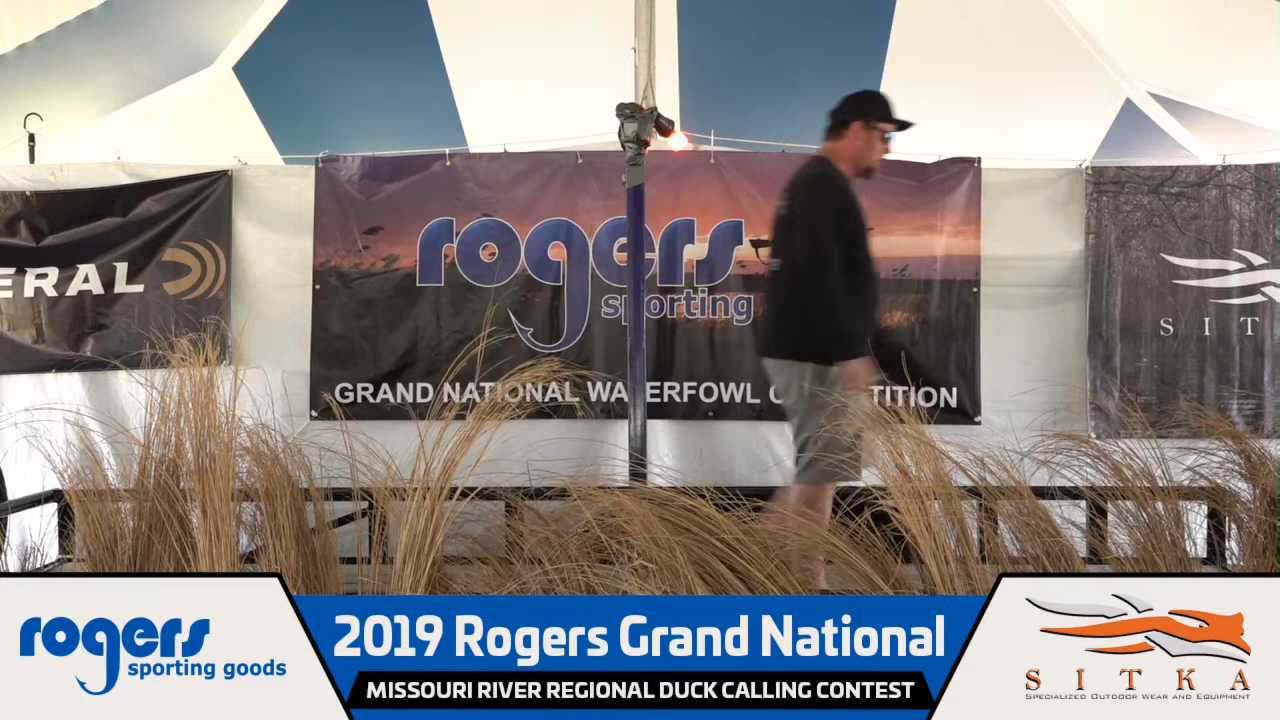 ERAL
rogers
sporting
GRAND NATIONAL WATERFOWL C TITION
SIT
rogers
sporting goods
2019 Rogers Grand National
MISSOURI RIVER REGIONAL DUCK CALLING CONTEST
SITKA
Specialized Outdoor Wear and Equipment